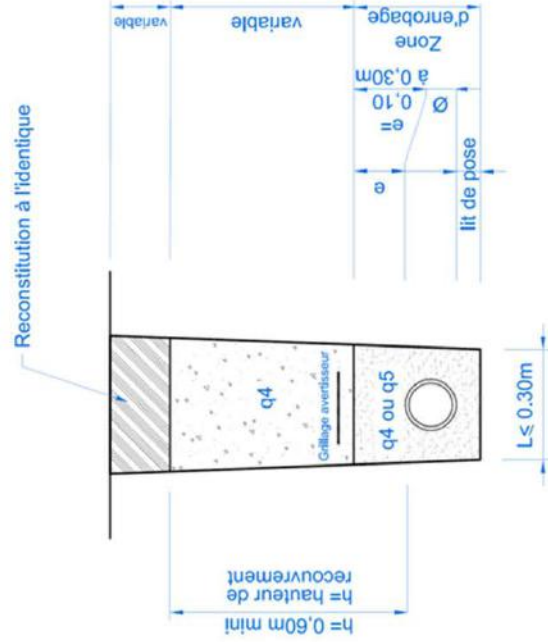 Reconstitution à l'identique
variable
variable
Zone
d'enrobage
e=
0,10
à 0,30m
e
Ø
lit de pose
q4
Grillage avertisseur
q4 ou q5
L≤ 0.30m
h= 0,60m mini
h= hauteur de
recouvrement